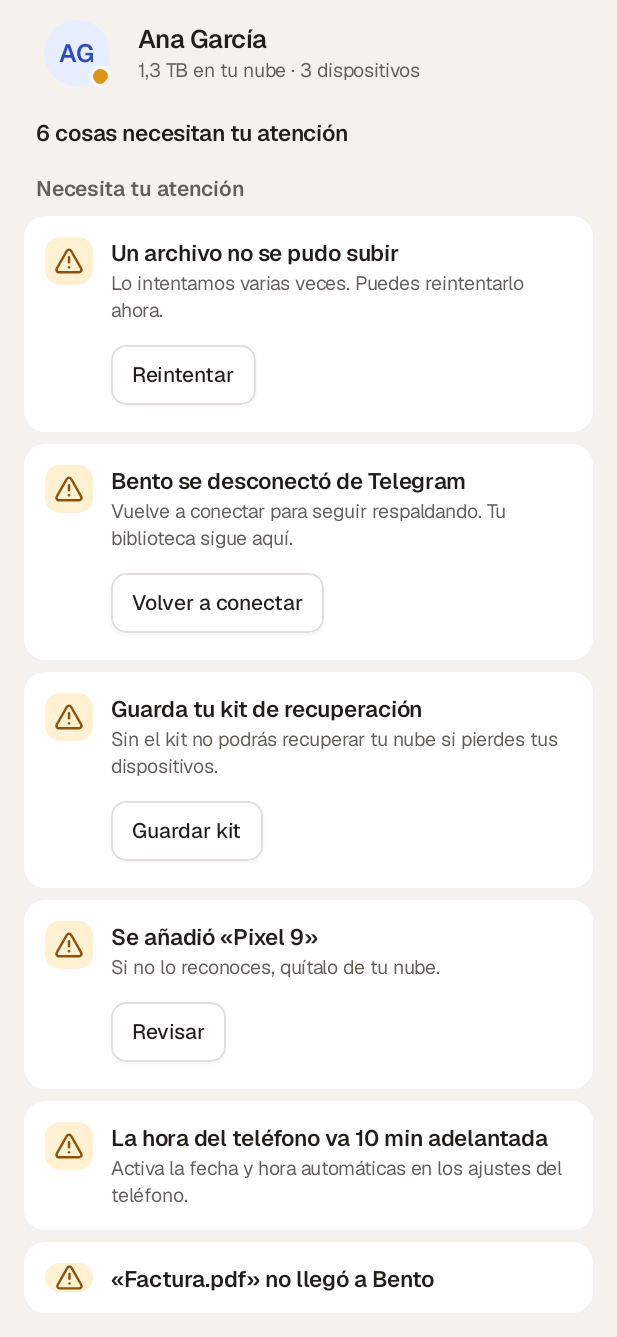 AG
Ana García
1,3 TB en tu nube · 3 dispositivos
6 cosas necesitan tu atención
Necesita tu atención
Un archivo no se pudo subir
Lo intentamos varias veces. Puedes reintentarlo
ahora.
Reintentar
Bento se desconectó de Telegram
Vuelve a conectar para seguir respaldando. Tu
biblioteca sigue aquí.
Volver a conectar
Guarda tu kit de recuperación
Sin el kit no podrás recuperar tu nube si pierdes tus
dispositivos.
Guardar kit
Se añadió «Pixel 9»
Si no lo reconoces, quítalo de tu nube.
Revisar
La hora del teléfono va 10 min adelantada
Activa la fecha y hora automáticas en los ajustes del
teléfono.
«Factura.pdf» no llegó a Bento